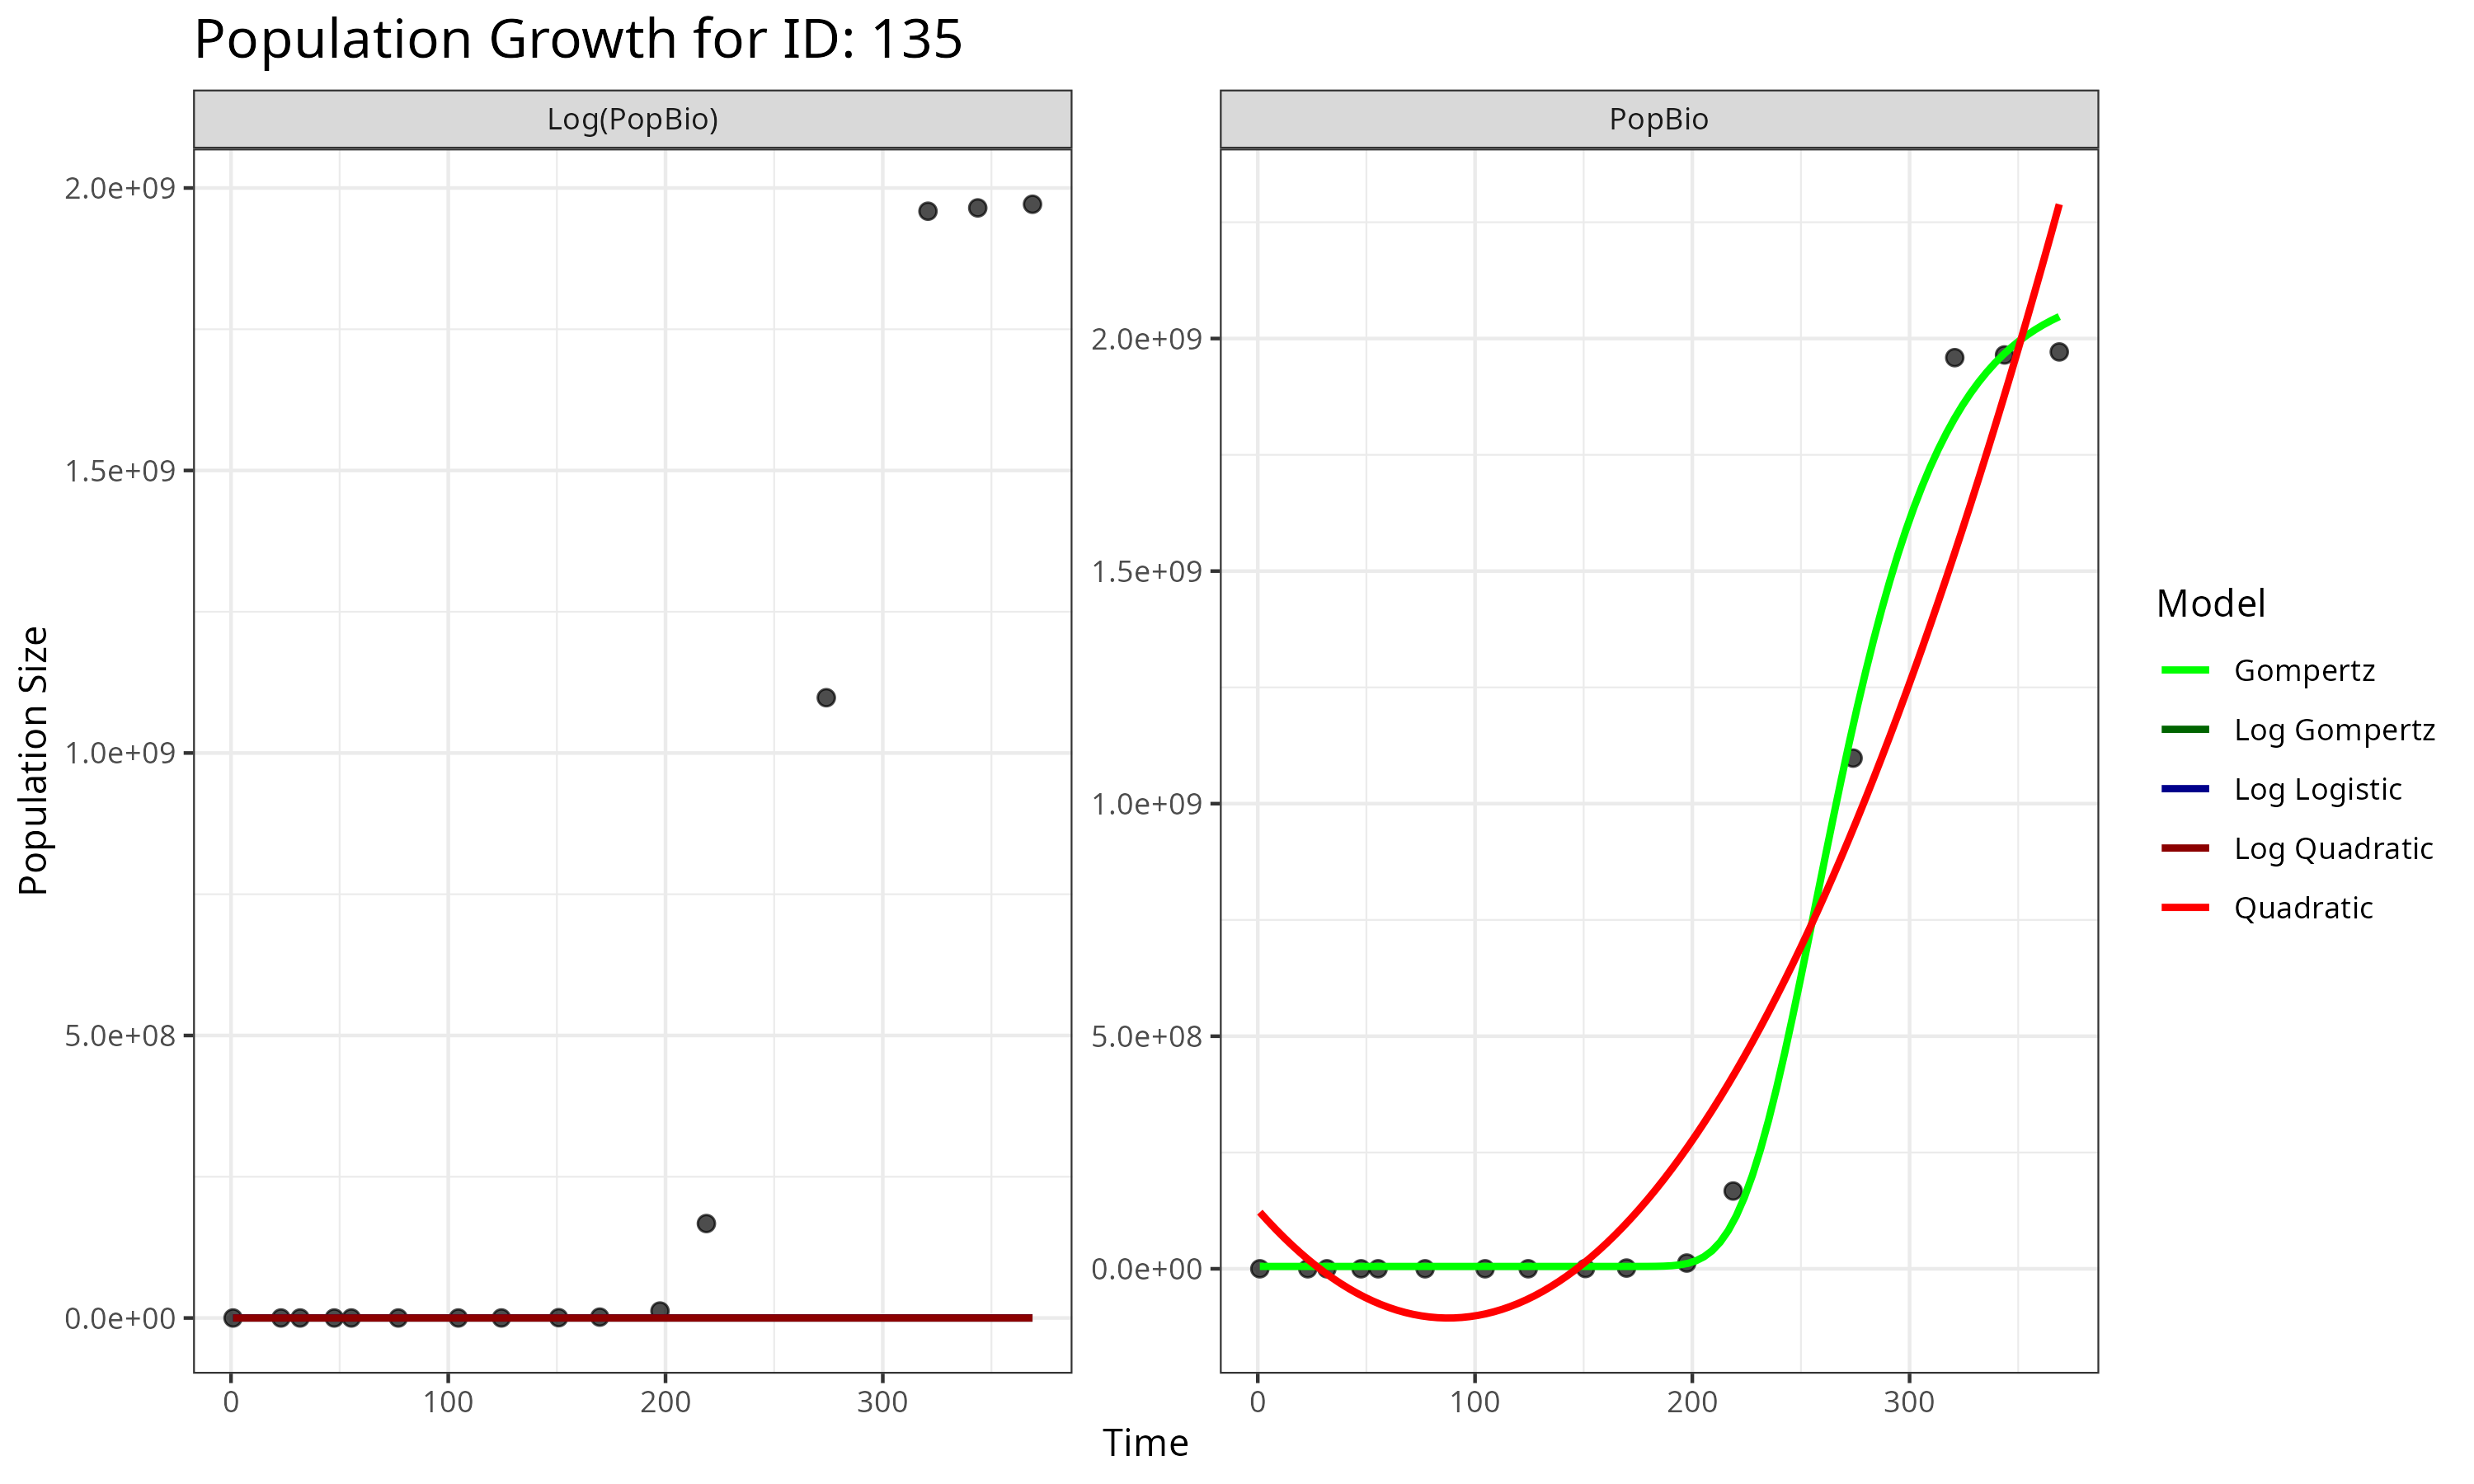 Population Growth for ID: 135
Log(PopBio)
PopBio
Population Size
2.0e+09
1.5e+09
1.0e+09
5.0e+08
0.0e+00
0 100 200 300
2.0e+09
1.5e+09
1.0e+09
5.0e+08
0.0e+00
0 100 200 300
Time
Model
Gompertz
Log Gompertz
Log Logistic
Log Quadratic
Quadratic